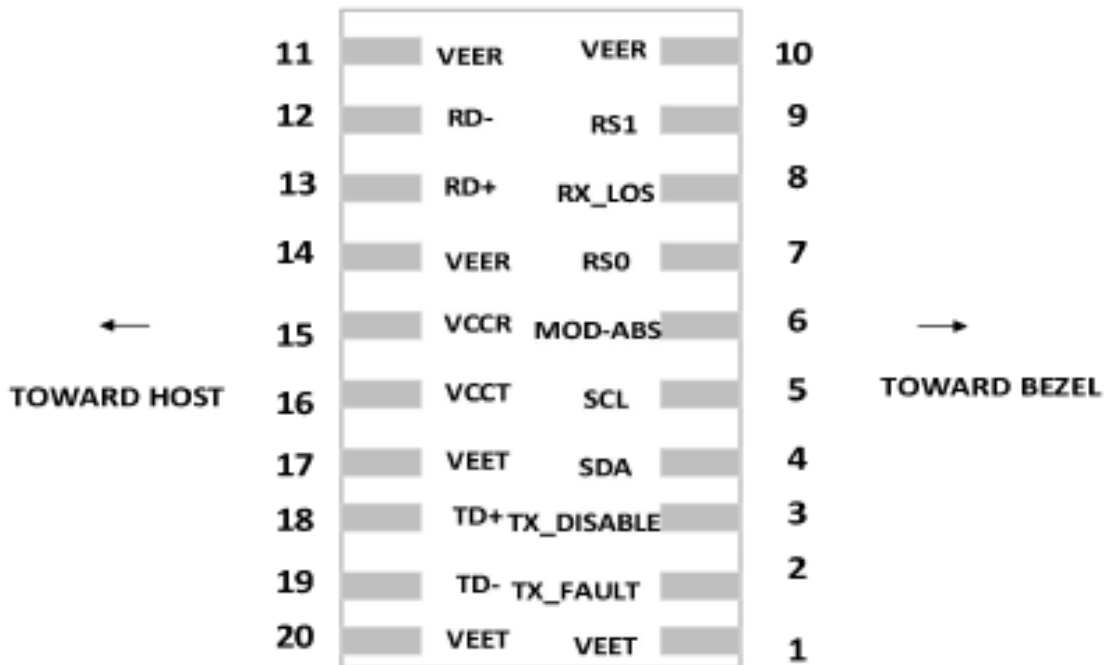 11 VEER VEER 10
12 RD- RS1 9
13 RD+ RX_LOS 8
14 VEER RS0 7
15 VCCR MOD-ABS 6
TOWARD HOST 16 VCCT SCL 5 TOWARD BEZEL
17 VEET SDA 4
18 TD+ TX_DISABLE 3
19 TD- TX_FAULT 2
20 VEET VEET 1